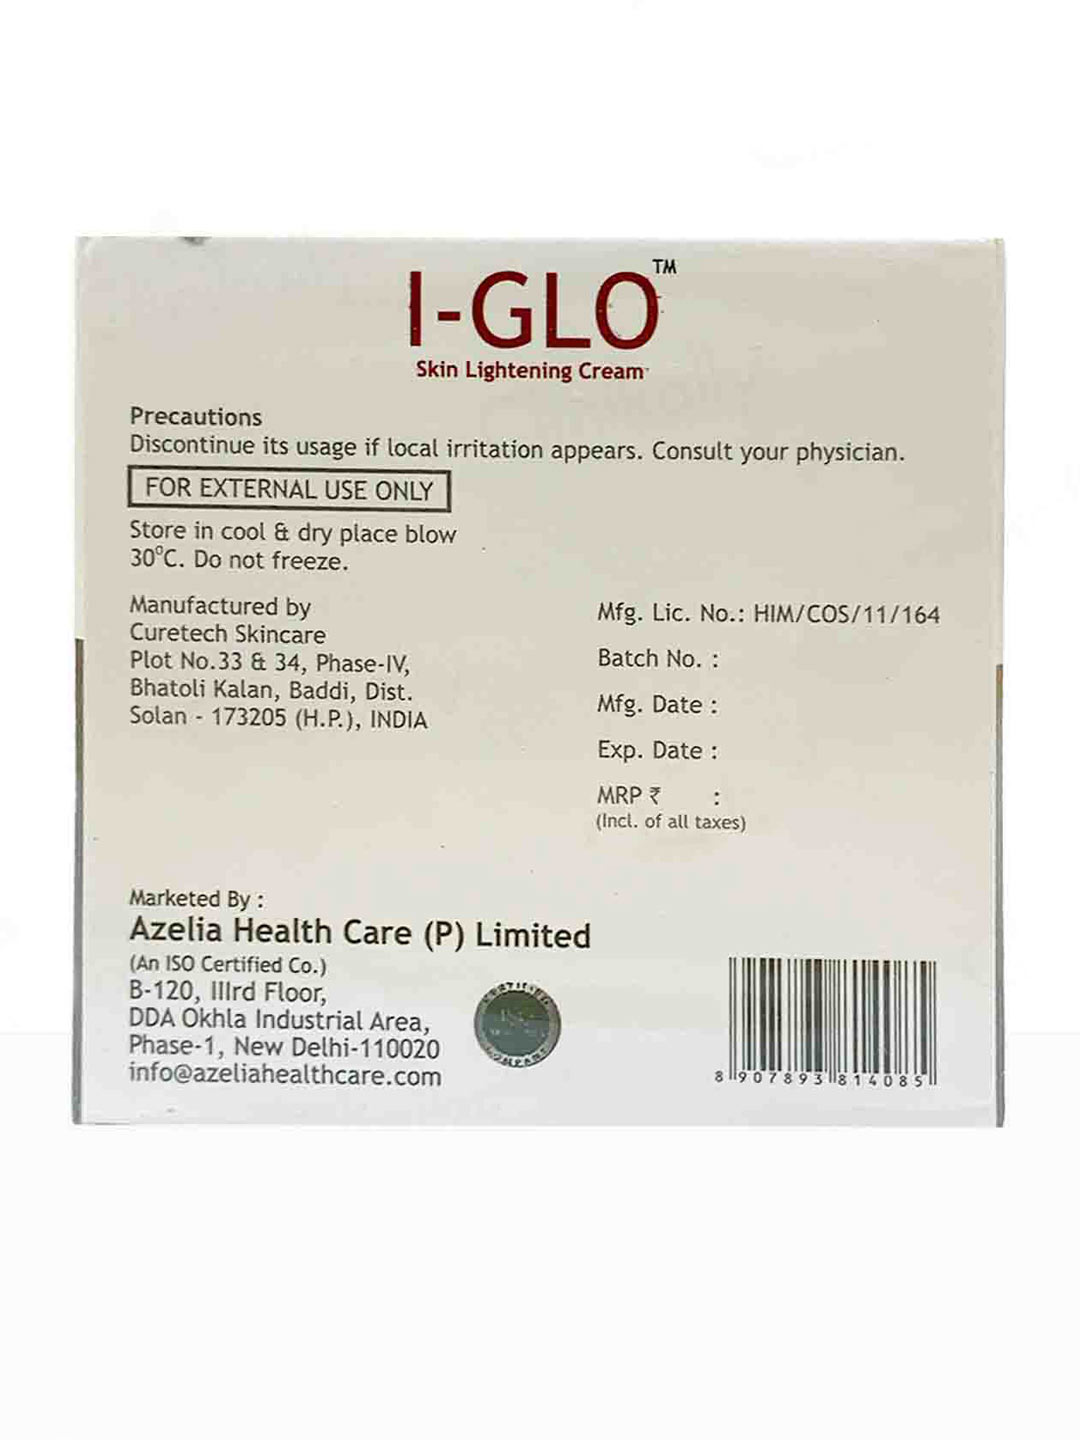 I-GLO™
Skin Lightening Cream
Precautions
Discontinue its usage if local irritation appears. Consult your physician.
FOR EXTERNAL USE ONLY
Store in cool & dry place blow
30°C. Do not freeze.
Manufactured by
Curetech Skincare
Plot No.33 & 34, Phase-IV,
Bhatoli Kalan, Baddi, Dist.
Solan - 173205 (H.P.), INDIA
Mfg. Lic. No.: HIM/COS/11/164
Batch No. :
Mfg. Date :
Exp. Date :
MRP ₹ :
(Incl. of all taxes)
Marketed By :
Azelia Health Care (P) Limited
(An ISO Certified Co.)
B-120, IIIrd Floor,
DDA Okhla Industrial Area,
Phase-1, New Delhi-110020
info@azeliahealthcare.com
8 907893 814085